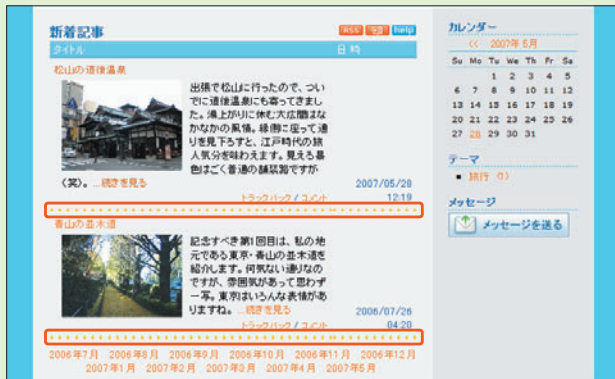 新着記事
RSS
help
タイトル
日時
松山の道後温泉
出張で松山に行ったので、つい
でに道後温泉にも寄ってきまし
た。湯上がりに休む大広間はな
かなかの風情。縁側に座って通
りを見下ろすと、江戸時代の旅
人気分を味わえます。見える景
色はごく普通の舗装路ですが
(笑)。 ...続きを見る
2007/05/28
トラックバック / コメント
12:19
青山の並木道
記念すべき第1回目は、私の地
元である東京・青山の並木道を
紹介します。何気ない通りなの
ですが、雰囲気があって思わず
一写。東京はいろんな表情があ
りますね。 ...続きを見る
2006/07/26
トラックバック / コメント
04:20
2006年7月 2006年8月 2006年9月 2006年10月 2006年11月 2006年12月
2007年1月 2007年2月 2007年3月 2007年4月 2007年5月
カレンダー
<< 2007年5月
Su Mo Tu We Th Fr Sa
1 2 3 4 5
6 7 8 9 10 11 12
13 14 15 16 17 18 19
20 21 22 23 24 25 26
27 28 29 30 31
テーマ
旅行 ( )
メッセージ
メッセージを送る